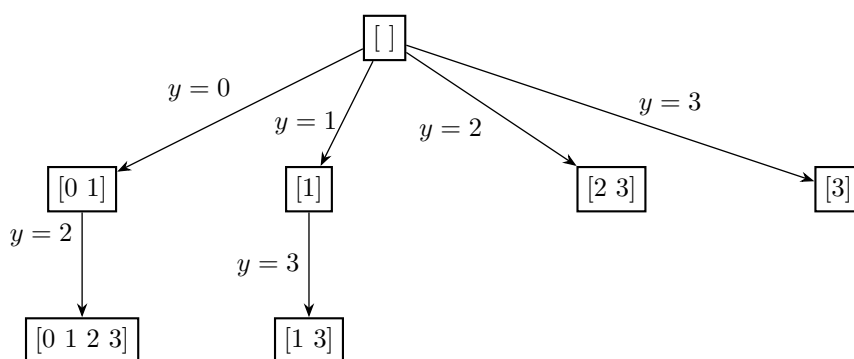 [ ]
y = 0
y = 1
y = 2
y = 3
[0 1]
[1]
[2 3]
[3]
y = 2
y = 3
[0 1 2 3]
[1 3]